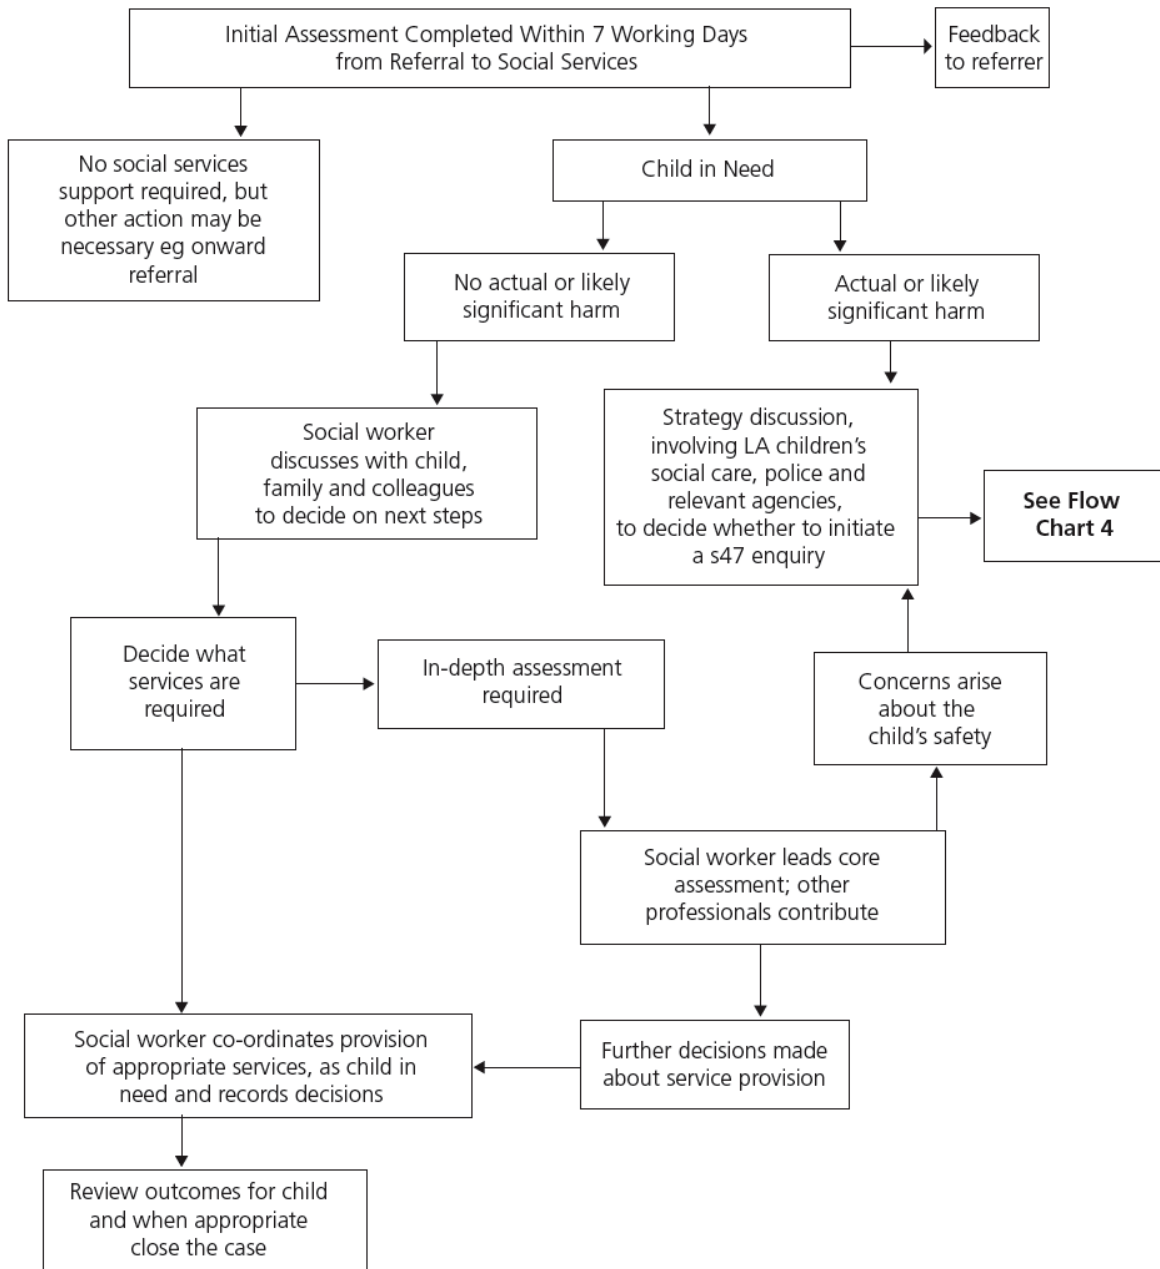 Initial Assessment Completed Within 7 Working Days
from Referral to Social Services
Feedback
to referrer
No social services
support required, but
other action may be
necessary eg onward
referral
Child in Need
No actual or likely
significant harm
Actual or likely
significant harm
Social worker
discusses with child,
family and colleagues
to decide on next steps
Strategy discussion,
involving LA children's
social care, police and
relevant agencies,
to decide whether to initiate
a s47 enquiry
See Flow
Chart 4
Decide what
services are
required
In-depth assessment
required
Concerns arise
about the
child's safety
Social worker leads core
assessment; other
professionals contribute
Social worker co-ordinates provision
of appropriate services, as child in
need and records decisions
Further decisions made
about service provision
Review outcomes for child
and when appropriate
close the case